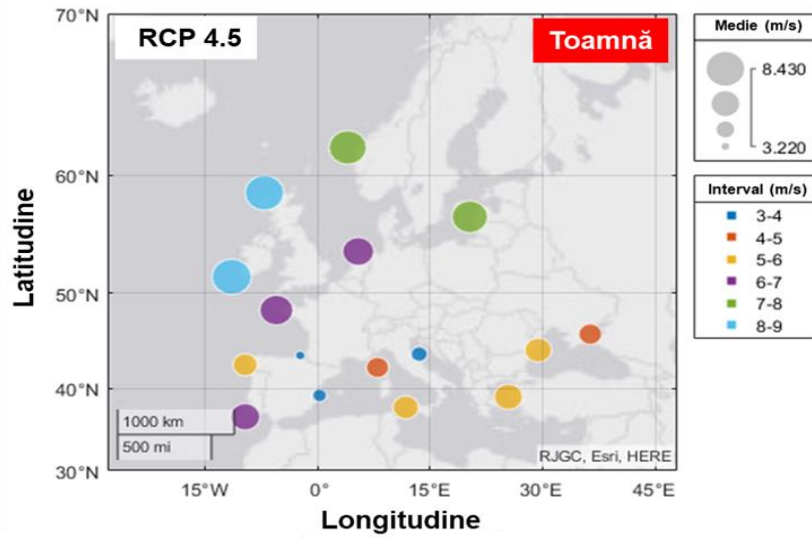 RCP 4.5
Toamnă
70°N
60°N
50°N
40°N
30°N
Latitudine
15°W
0°
15°E
30°E
45°E
Longitudine
1000 km
500 mi
RJGC, Esri, HERE
Medie (m/s)
8.430
3.220
Interval (m/s)
3-4
4-5
5-6
6-7
7-8
8-9